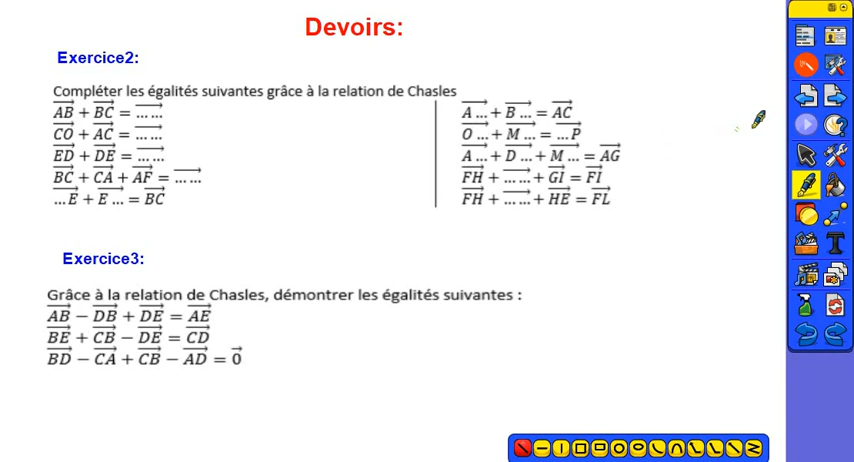 Devoirs:
Exercice2:
Compléter les égalités suivantes grâce à la relation de Chasles
AB + BC = ... ...
CO + AC = ... ...
ED + DE = ... ...
BC + CA + AF = ... ...
...E + E ... = BC
A ... + B ... = AC
O ... + M ... = ... P
A ... + D ... + M ... = AG
FH + ... ... + GI = FI
FH + ... ... + HE = FL
Exercice3:
Grâce à la relation de Chasles, démontrer les égalités suivantes :
AB − DB + DE = AE
BE + CB − DE = CD
BD − CA + CB − AD = 0